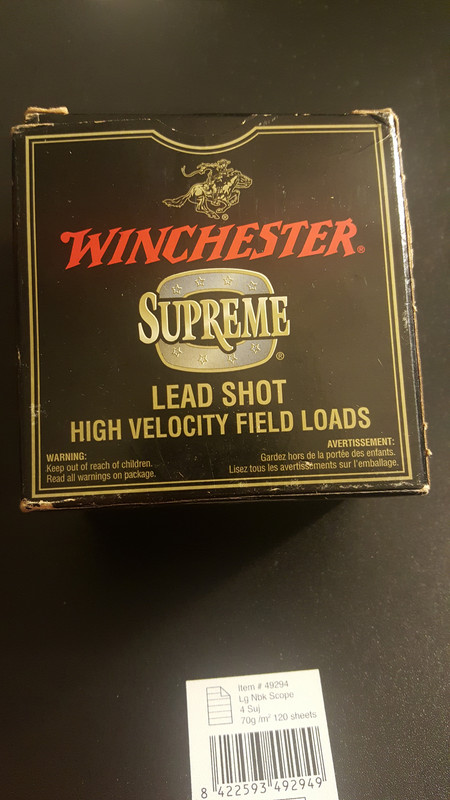 WINCHESTER®
SUPREME®
LEAD SHOT
HIGH VELOCITY FIELD LOADS
WARNING:
Keep out of reach of children.
Read all warnings on package.
AVERTISSEMENT:
Gardez hors de la portée des enfants.
Lisez tous les avertissements sur l'emballage.
Item # 49294
Lg Nbk Scope
4 Suj
70g /m² 120 sheets
8 422593 492949